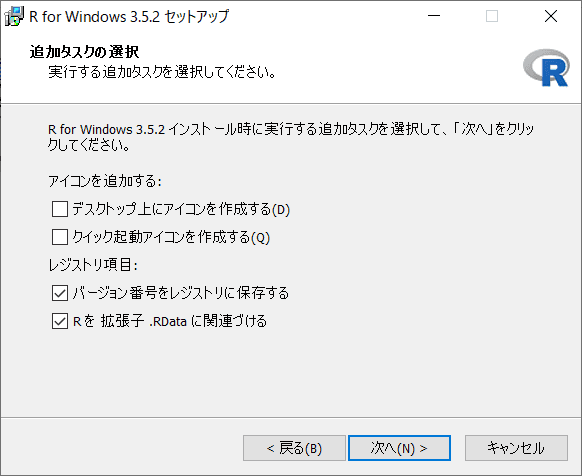 R for Windows 3.5.2 セットアップ
追加タスクの選択
実行する追加タスクを選択してください。
R
R for Windows 3.5.2 インストール時に実行する追加タスクを選択して、「次へ」をクリッ
クしてください。
アイコンを追加する:
デスクトップ上にアイコンを作成する(D)
クイック起動アイコンを作成する(Q)
レジストリ項目:
バージョン番号をレジストリに保存する
R を 拡張子 .RData に関連づける
< 戻る(B)
次へ(N) >
キャンセル